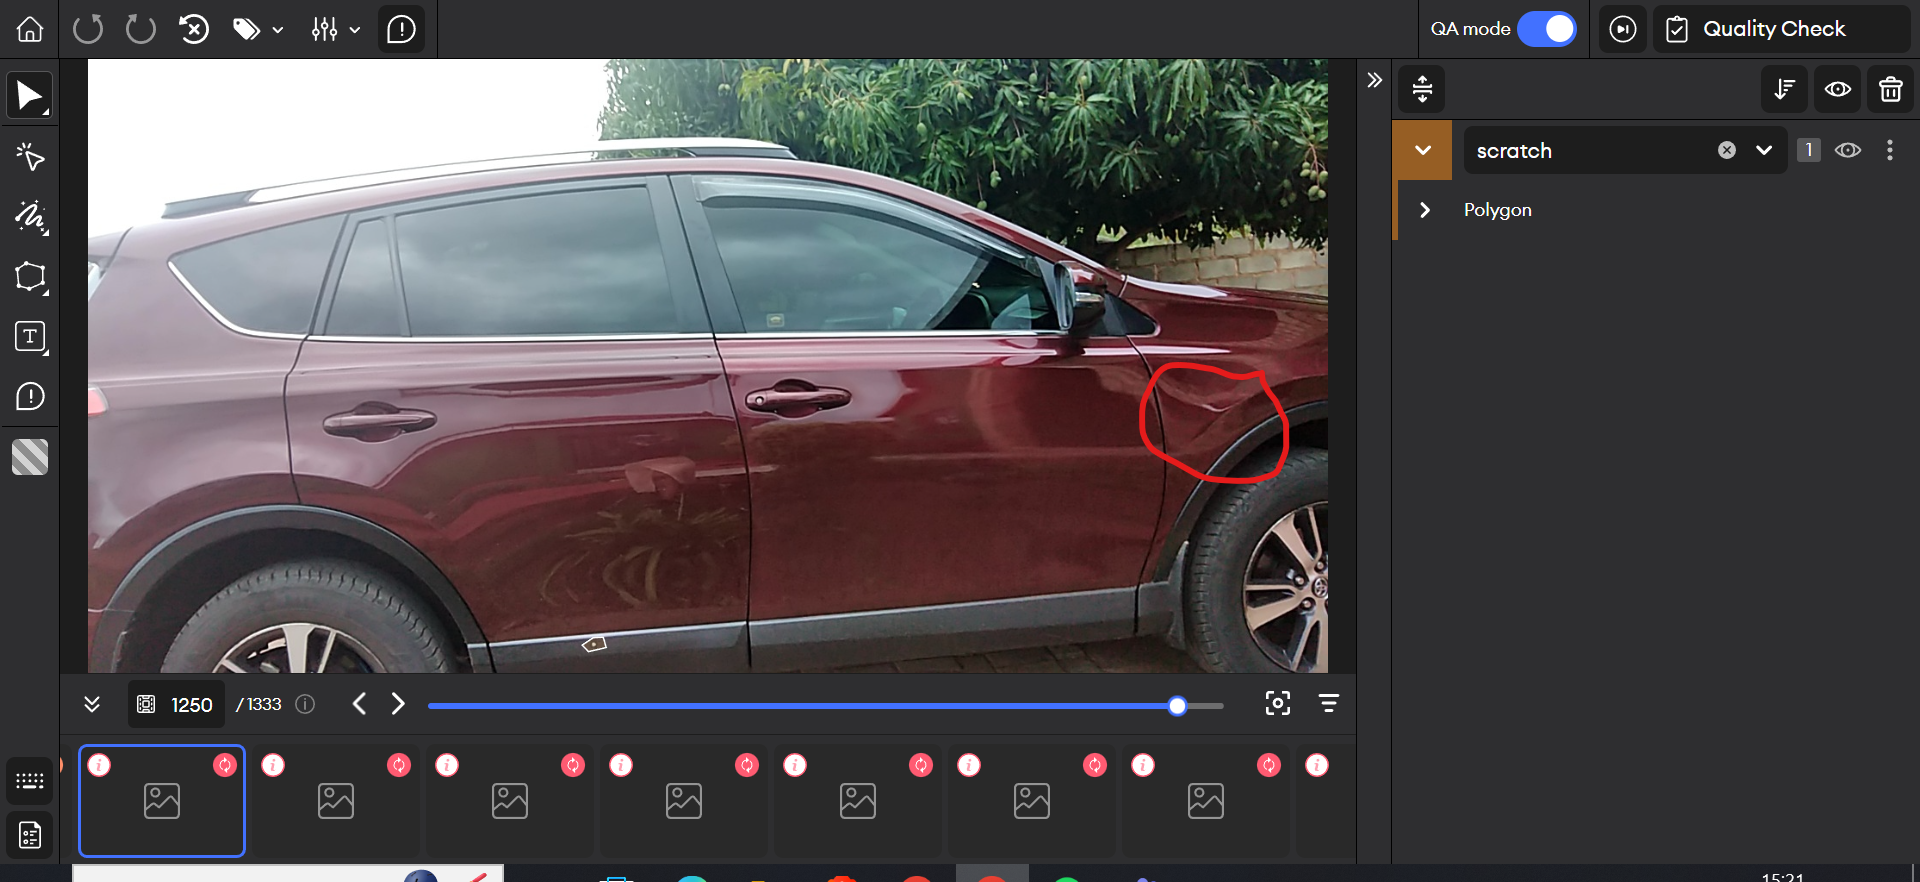 QA mode
Quality Check
scratch
1
Polygon
1250
/1333
15:21